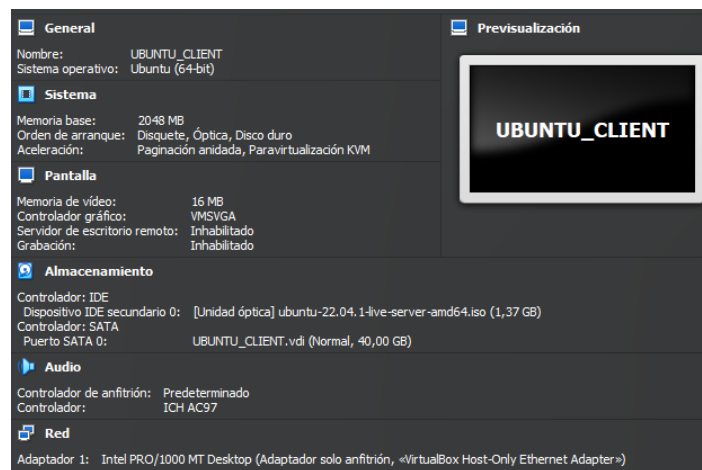 General
Nombre: UBUNTU_CLIENT
Sistema operativo: Ubuntu (64-bit)
Previsualización
UBUNTU_CLIENT
Sistema
Memoria base: 2048 MB
Orden de arranque: Disquete, Óptica, Disco duro
Aceleración: Paginación anidada, Paravirtualización KVM
Pantalla
Memoria de vídeo: 16 MB
Controlador gráfico: VMSVGA
Servidor de escritorio remoto: Inhabilitado
Grabación: Inhabilitado
Almacenamiento
Controlador: IDE
Dispositivo IDE secundario 0: [Unidad óptica] ubuntu-22.04.1-live-server-amd64.iso (1,37 GB)
Controlador: SATA
Puerto SATA 0: UBUNTU_CLIENT.vdi (Normal, 40,00 GB)
Audio
Controlador de anfitrión: Predeterminado
Controlador: ICH AC97
Red
Adaptador 1: Intel PRO/1000 MT Desktop (Adaptador solo anfitrión, «VirtualBox Host-Only Ethernet Adapter»)